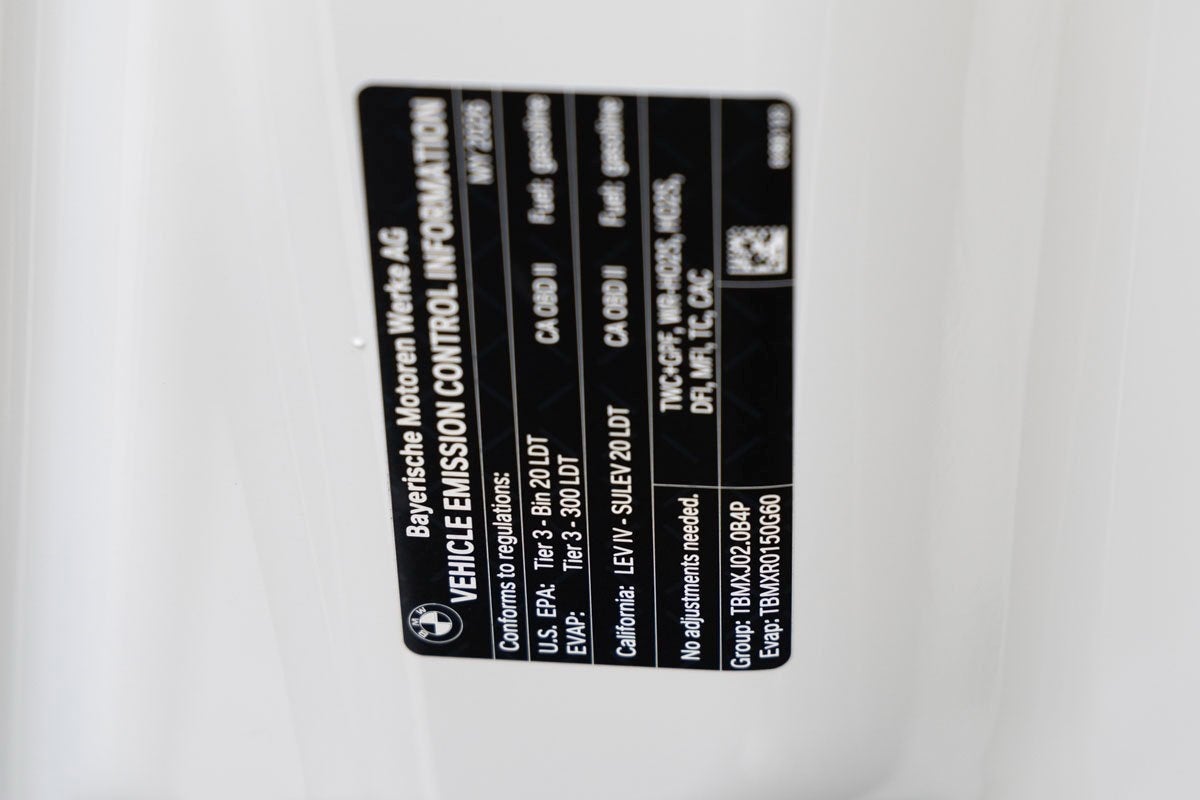 BMW
Bayerische Motoren Werke AG
VEHICLE EMISSION CONTROL INFORMATION
MY 2026
Conforms to regulations:
U.S. EPA: Tier 3 - Bin 20 LDT CA OBD II Fuel: gasoline
EVAP: Tier 3 - 300 LDT
California: LEV IV - SULEV 20 LDT CA OBD II Fuel: gasoline
No adjustments needed. TWC+GPF, WR-HO2S, HO2S,
DFI, MFI, TC, CAC
Group: TBMXJ02.0B4P
Evap: TBMXR0150G60